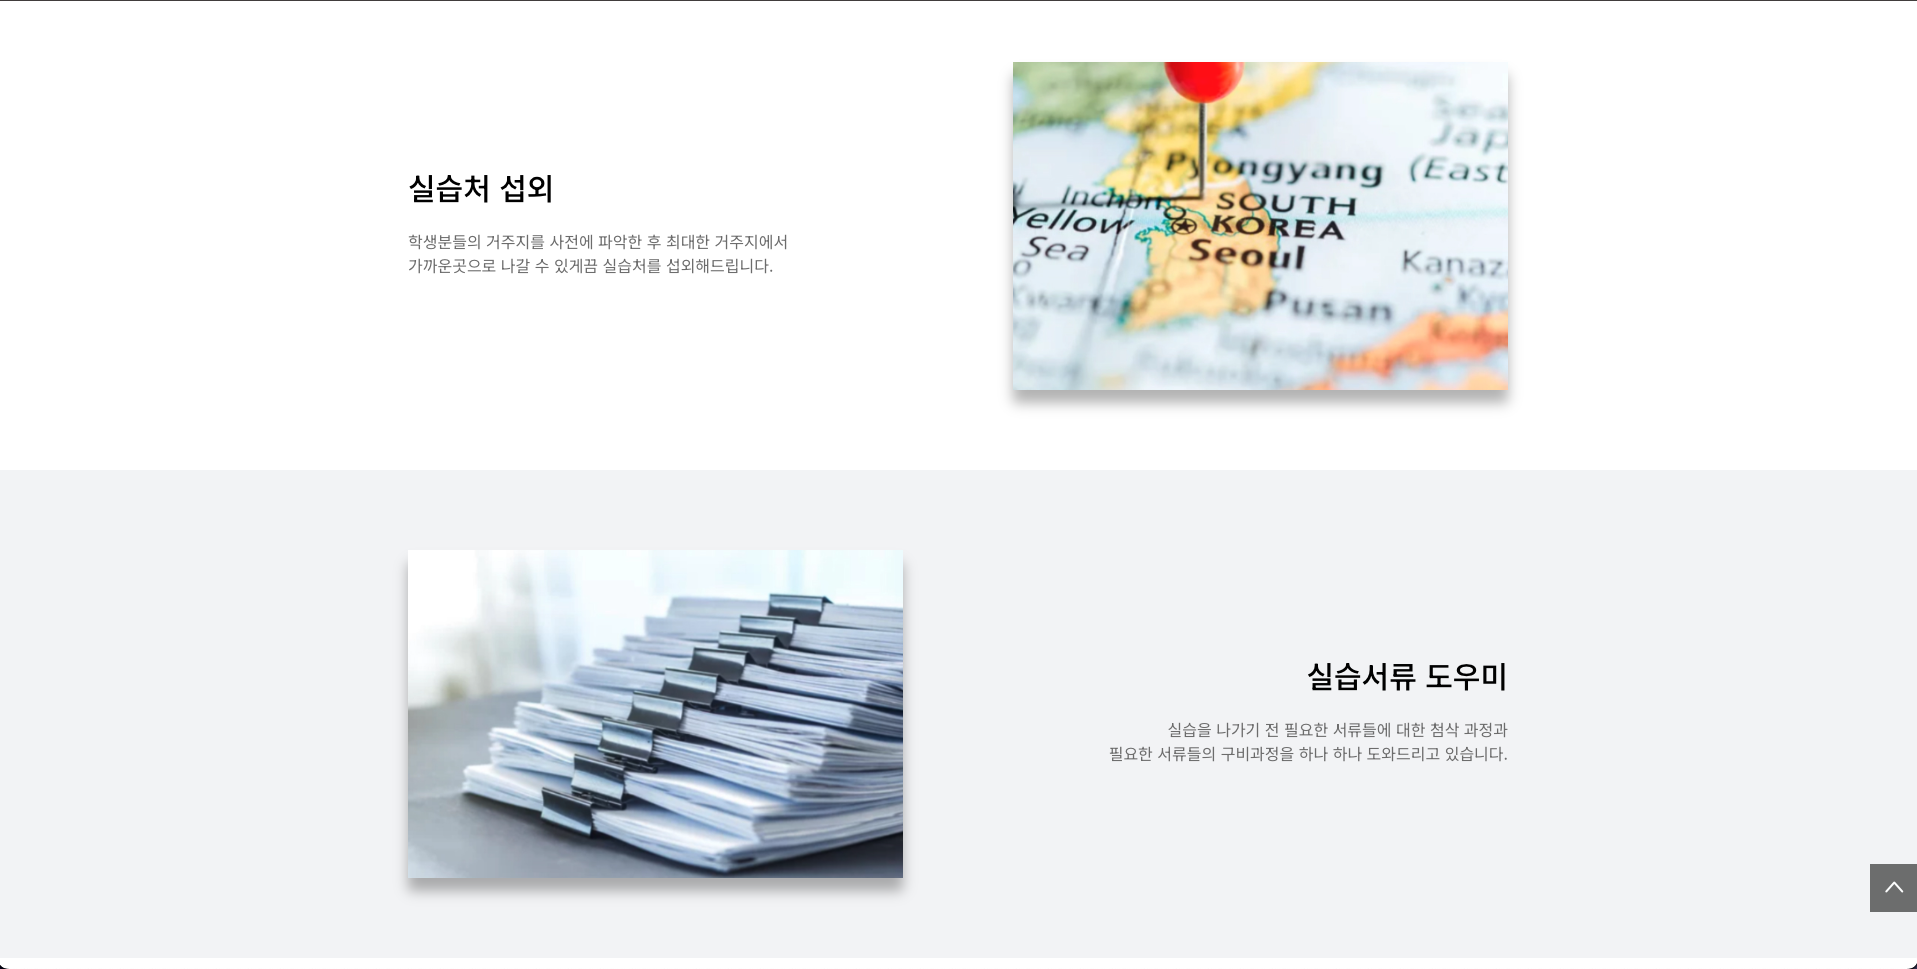 실습처 섭외
학생분들의 거주지를 사전에 파악한 후 최대한 거주지에서
가까운곳으로 나갈 수 있게끔 실습처를 섭외해드립니다.
Sea
Jap
Pyongyang
(East
Inchon
SOUTH
Yellow
KOREA
Sea
Seoul
Kanaz
Pusan
실습서류 도우미
실습을 나가기 전 필요한 서류들에 대한 첨삭 과정과
필요한 서류들의 구비과정을 하나 하나 도와드리고 있습니다.